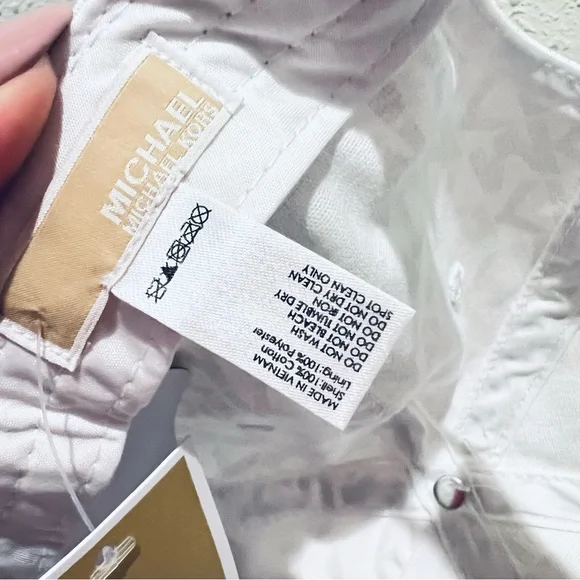 MICHAEL
MICHAEL KORS
MADE IN VIETNAM
Shell:100% Cotton
Lining:100% Polyester
DO NOT WASH
DO NOT BLEACH
DO NOT TUMBLE DRY
DO NOT IRON
DO NOT DRY CLEAN
SPOT CLEAN ONLY